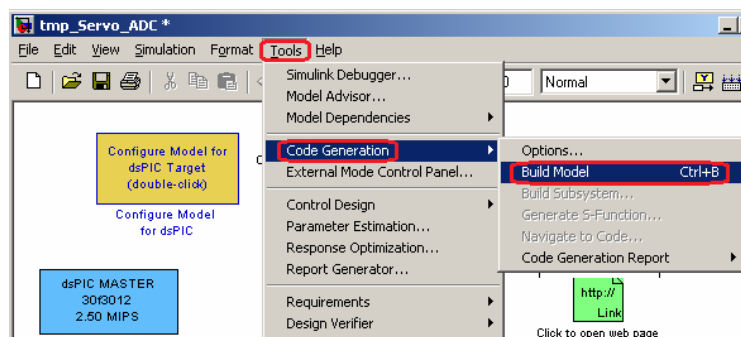 tmp_Servo_ADC *
File Edit View Simulation Format Tools Help
Normal
Simulink Debugger...
Model Advisor...
Model Dependencies
Code Generation
External Mode Control Panel...
Control Design
Parameter Estimation...
Response Optimization...
Report Generator...
Requirements
Design Verifier
Options...
Build Model Ctrl+B
Build Subsystem...
Generate S-Function...
Navigate to Code...
Code Generation Report
Configure Model for
dsPIC Target
(double-click)
Configure Model
for dsPIC
dsPIC MASTER
30f3012
2.50 MIPS
http://
Link
Click to open web page